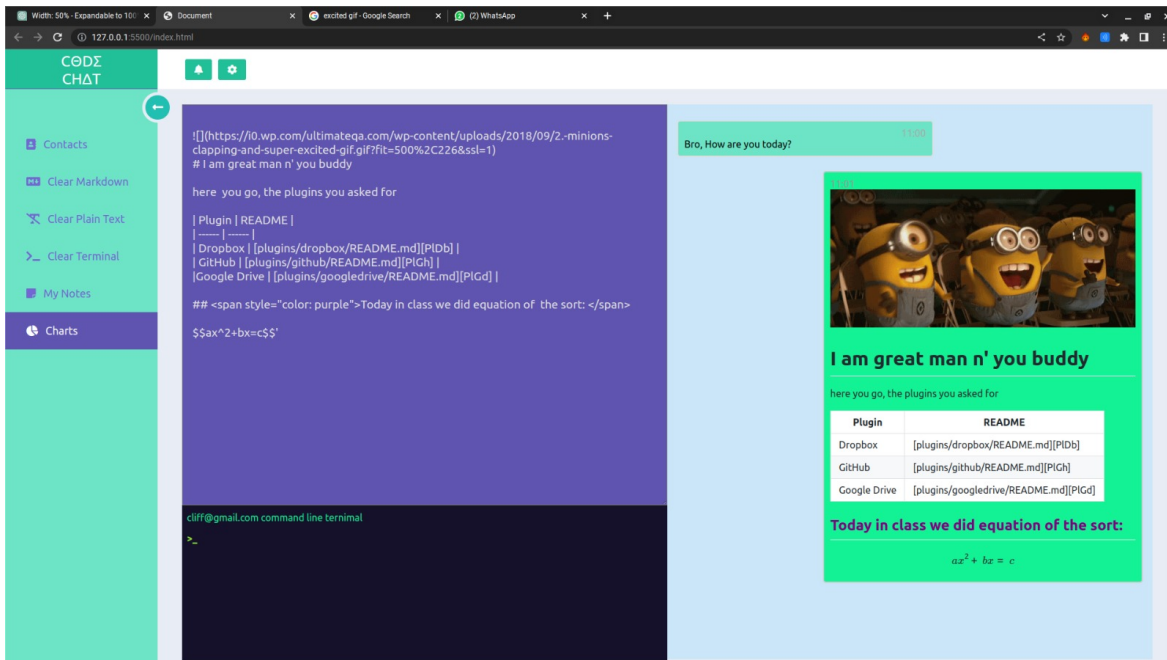 Width: 50% - Expandable to 100
Document
excited gif - Google Search
(2) WhatsApp
127.0.0.1:5500/index.html
CΘDΣ
CHΔT
Contacts
Clear Markdown
Clear Plain Text
>_ Clear Terminal
My Notes
Charts
![](https://i0.wp.com/ultimateqa.com/wp-content/uploads/2018/09/2.-minions-
clapping-and-super-excited-gif.gif?fit=500%2C226&ssl=1)
# I am great man n' you buddy
here  you go, the plugins you asked for
| Plugin | README |
| ------ | ------ |
| Dropbox | [plugins/dropbox/README.md][PlDb] |
| GitHub | [plugins/github/README.md][PlGh] |
|Google Drive | [plugins/googledrive/README.md][PlGd] |
## <span style="color: purple">Today in class we did equation of  the sort: </span>
$$ax^2+bx=c$$'
cliff@gmail.com command line ternimal
>_
11:00
Bro, How are you today?
11:01
I am great man n' you buddy
here you go, the plugins you asked for
Plugin README
Dropbox [plugins/dropbox/README.md][PlDb]
GitHub [plugins/github/README.md][PlGh]
Google Drive [plugins/googledrive/README.md][PlGd]
Today in class we did equation of the sort:
ax² + bx = c